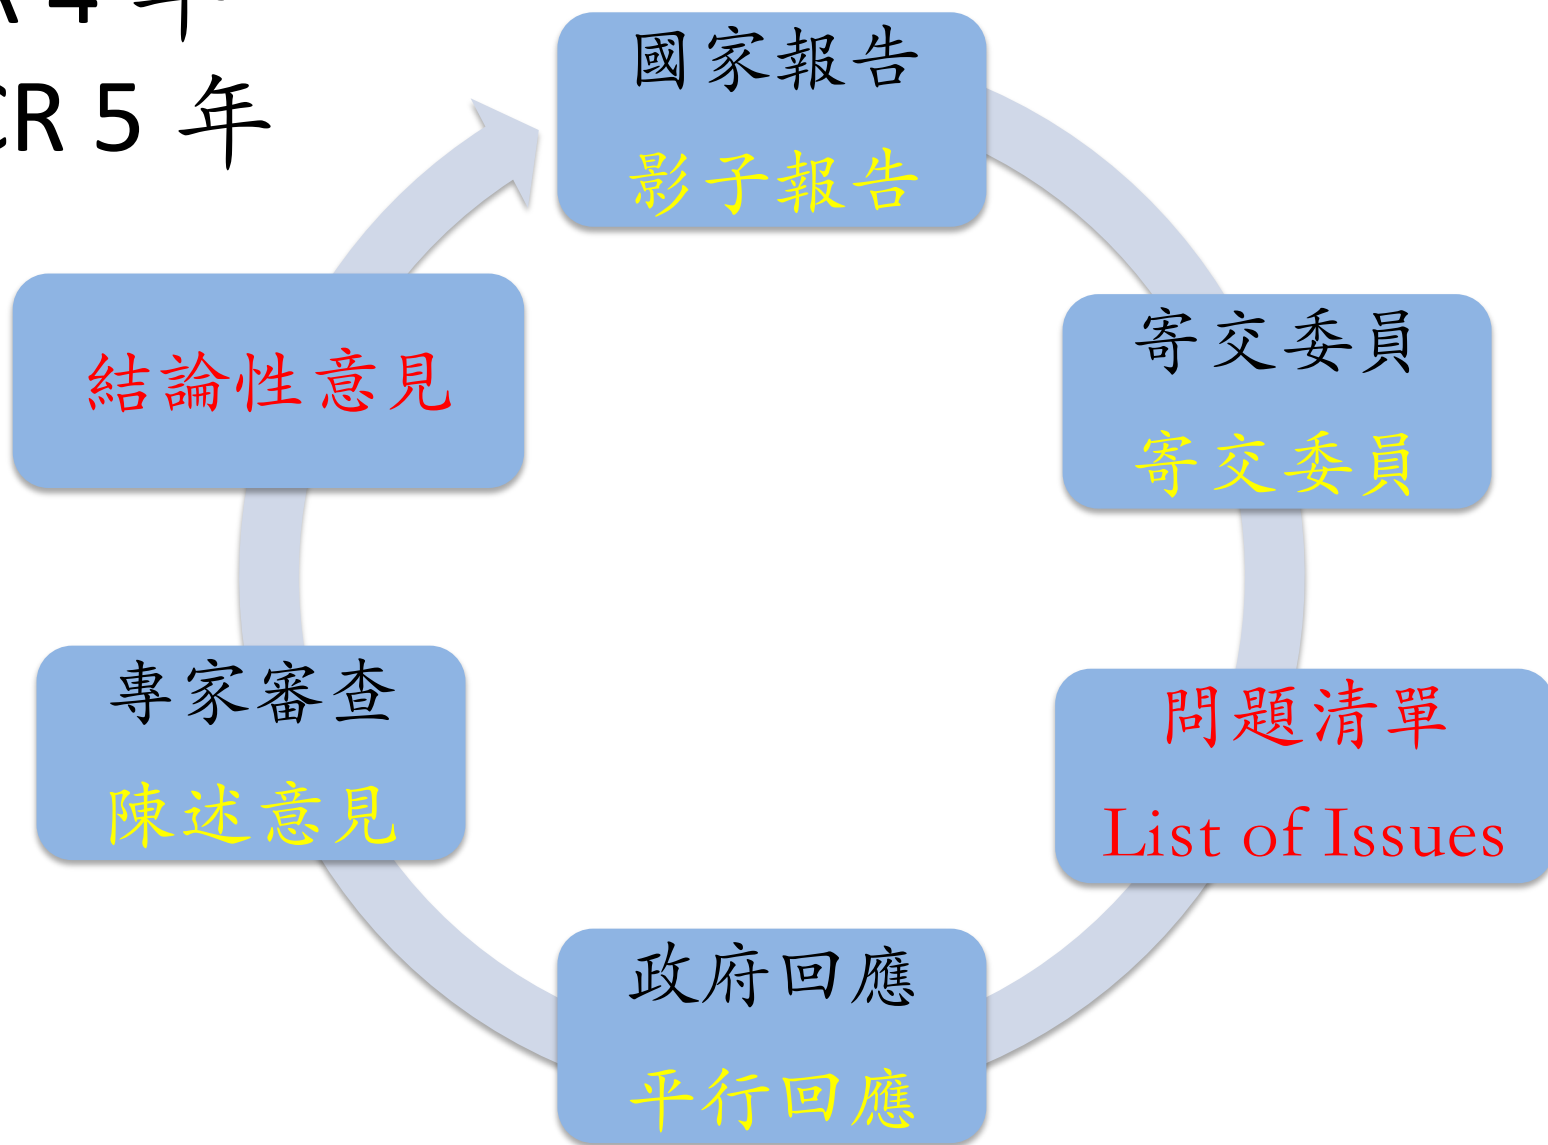 4 年
CR 5 年
國家報告
影子報告
寄交委員
寄交委員
問題清單
List of Issues
政府回應
平行回應
專家審查
陳述意見
結論性意見